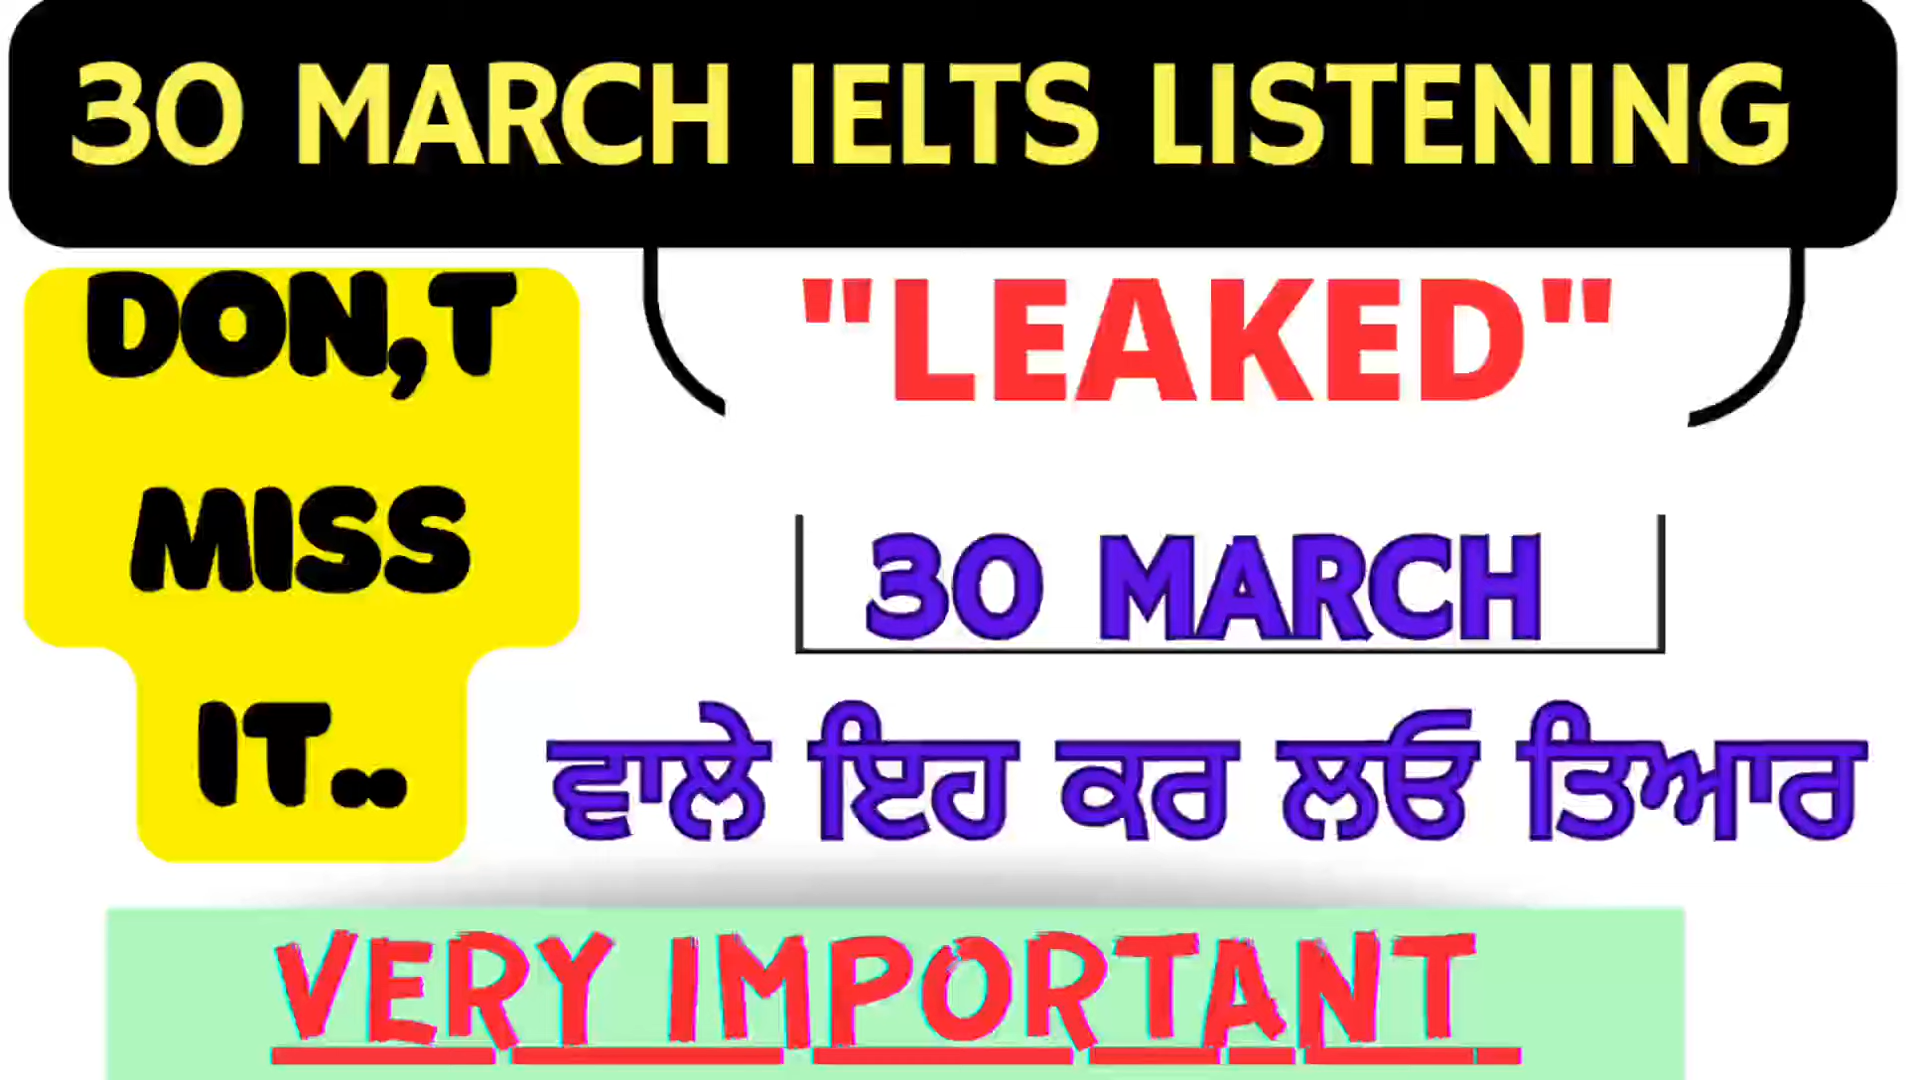 30 MARCH IELTS LISTENING
"LEAKED"
DON,T
MISS
IT..
30 MARCH
ਵਾਲੇ ਇਹ ਕਰ ਲਓ ਤਿਆਰ
VERY IMPORTANT